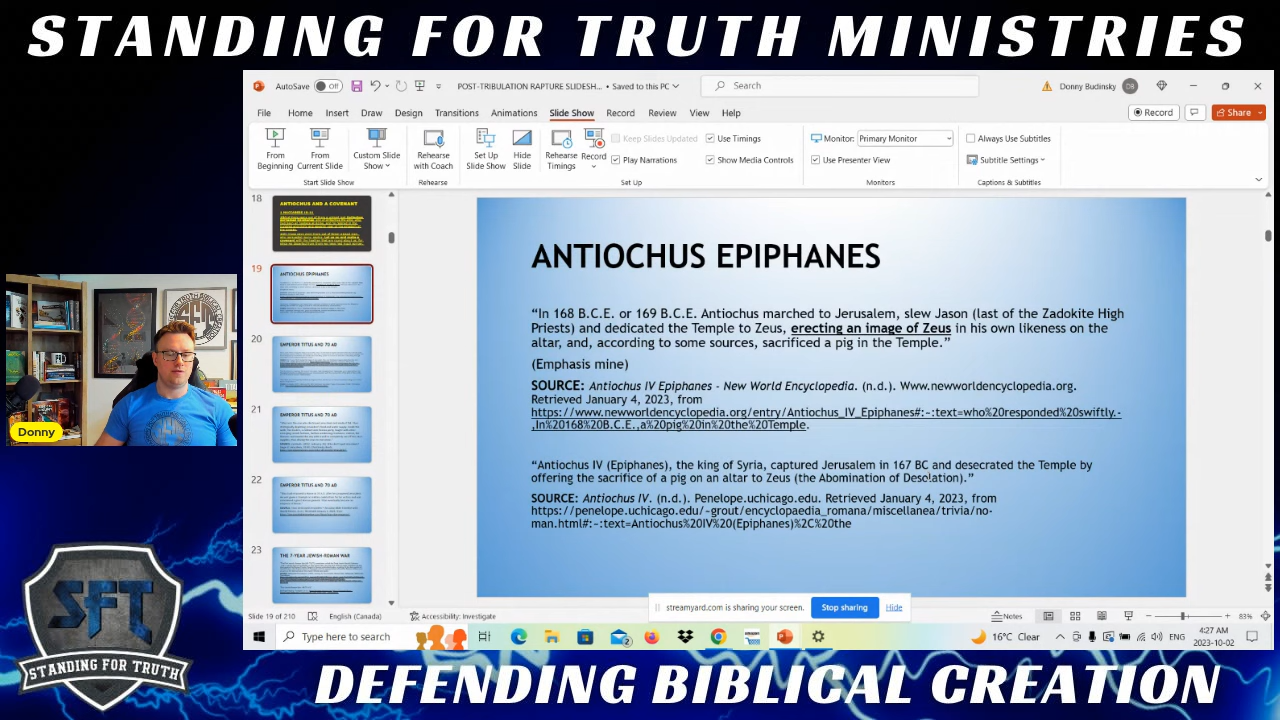 STANDING FOR TRUTH MINISTRIES
AutoSave Off POST-TRIBULATION RAPTURE SLIDESH... • Saved to this PC Search Donny Budinsky DB
File Home Insert Draw Design Transitions Animations Slide Show Record Review View Help Record Share
From Beginning
From Current Slide
Custom Slide Show
Start Slide Show
Rehearse with Coach
Rehearse
Set Up Slide Show
Hide Slide
Rehearse Timings
Record
Keep Slides Updated
Play Narrations
Use Timings
Show Media Controls
Set Up
Monitor: Primary Monitor
Use Presenter View
Monitors
Always Use Subtitles
Subtitle Settings
Captions & Subtitles
18
ANTIOCHUS AND A COVENANT
19
ANTIOCHUS EPIPHANES
20
EMPEROR TITUS AND 70 AD
21
EMPEROR TITUS AND 70 AD
22
EMPEROR TITUS AND 70 AD
23
THE 7-YEAR JEWISH-ROMAN WAR
ANTIOCHUS EPIPHANES
“In 168 B.C.E. or 169 B.C.E. Antiochus marched to Jerusalem, slew Jason (last of the Zadokite High
Priests) and dedicated the Temple to Zeus, erecting an image of Zeus in his own likeness on the
altar, and, according to some sources, sacrificed a pig in the Temple.”
(Emphasis mine)
SOURCE: Antiochus IV Epiphanes - New World Encyclopedia. (n.d.). Www.newworldencyclopedia.org.
Retrieved January 4, 2023, from
https://www.newworldencyclopedia.org/entry/Antiochus_IV_Epiphanes#:~:text=who%20responded%20swiftly.-
,In%20168%20B.C.E.,a%20pig%20in%20the%20Temple.
“Antiochus IV (Epiphanes), the king of Syria, captured Jerusalem in 167 BC and desecrated the Temple by
offering the sacrifice of a pig on an altar to Zeus (the Abomination of Desolation).”
SOURCE: Antiochus IV. (n.d.). Penelope.uchicago.edu. Retrieved January 4, 2023, from
https://penelope.uchicago.edu/~grout/encyclopaedia_romana/miscellanea/trivia/no-
man.html#:~:text=Antiochus%20IV%20(Epiphanes)%2C%20the
Donny
streamyard.com is sharing your screen. Stop sharing Hide
Slide 19 of 210 English (Canada) Accessibility: Investigate Notes 83%
Type here to search 16°C Clear ENG 4:27 AM
2023-10-02
SFT
STANDING FOR TRUTH
DEFENDING BIBLICAL CREATION